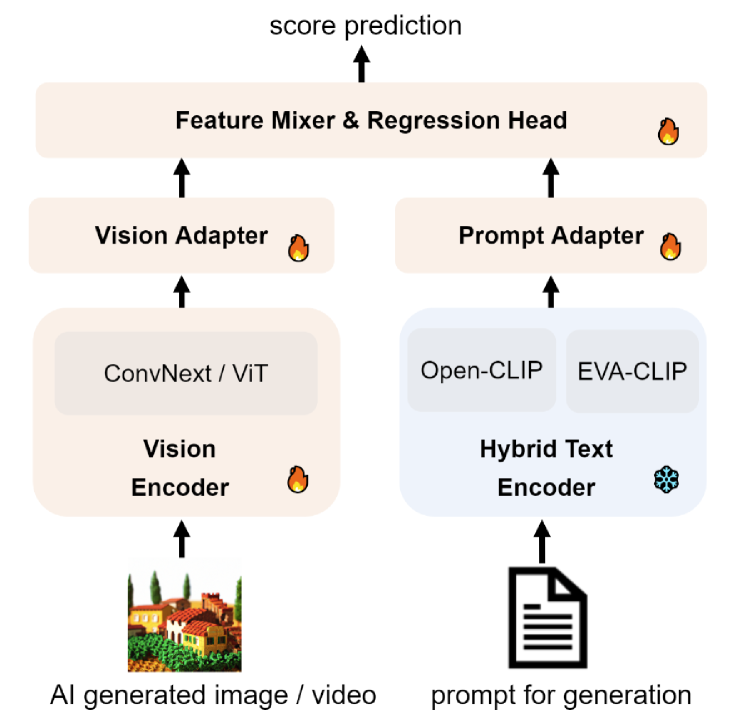 score prediction
Feature Mixer & Regression Head
Vision Adapter
Prompt Adapter
ConvNext / ViT
Open-CLIP
EVA-CLIP
Vision
Encoder
Hybrid Text
Encoder
AI generated image / video
prompt for generation